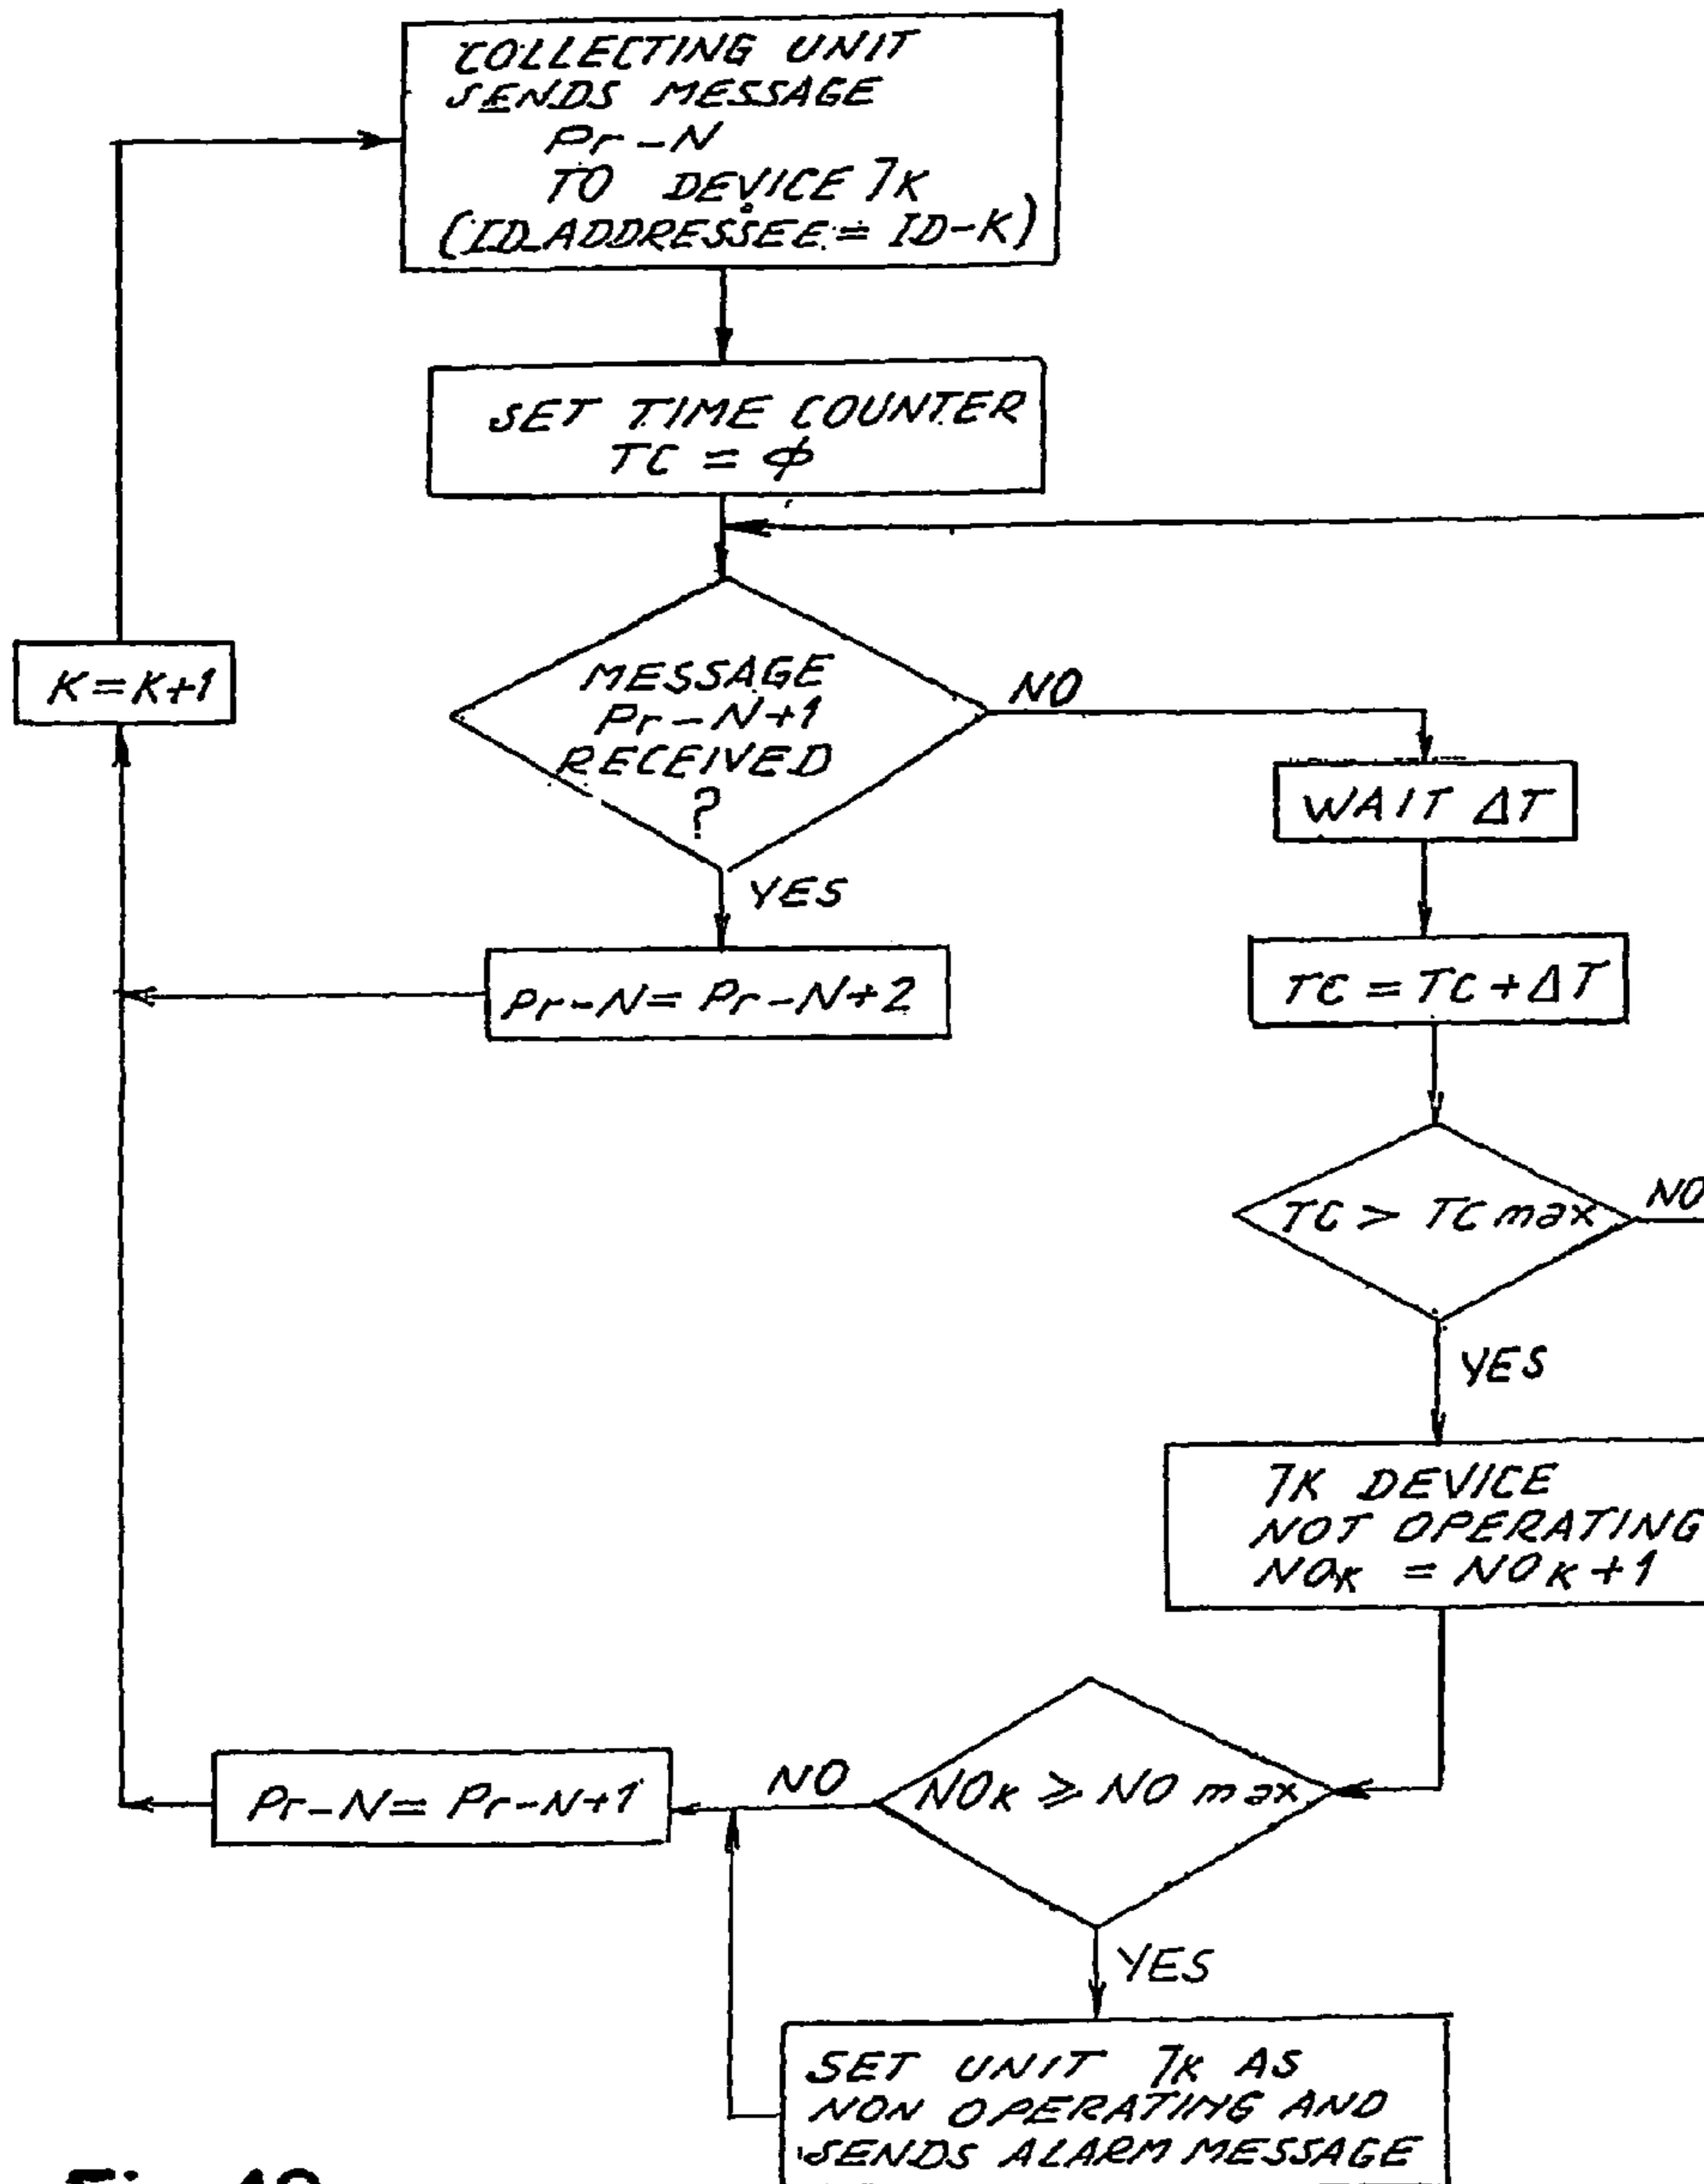 COLLECTING UNIT
SENDS MESSAGE
Pr-N
TO DEVICE 7K
(ID_ADDRESSEE = ID-K)
SET TIME COUNTER
TC = ϕ
K=K+1
MESSAGE
Pr-N+1
RECEIVED
?
NO
YES
WAIT ΔT
Pr-N= Pr-N+2
TC = TC+ΔT
TC > TC max
NO
YES
7K DEVICE
NOT OPERATING
NOK = NOK+1
NOK ⩾ NO max
NO
Pr-N= Pr-N+1
YES
SET UNIT 7K AS
NON OPERATING AND
SENDS ALARM MESSAGE